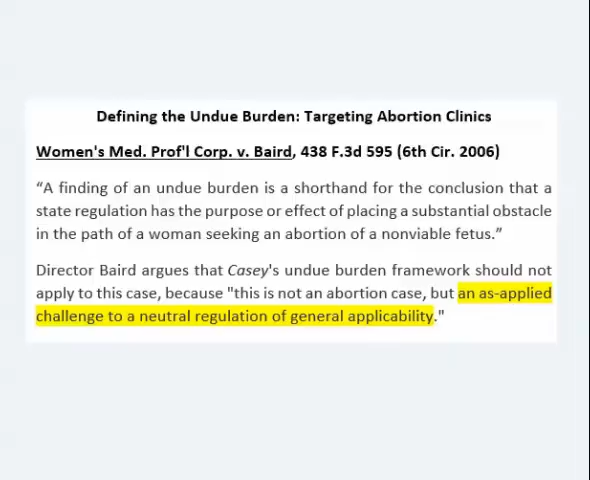 Defining the Undue Burden: Targeting Abortion Clinics
Women's Med. Prof'l Corp. v. Baird, 438 F.3d 595 (6th Cir. 2006)
“A finding of an undue burden is a shorthand for the conclusion that a
state regulation has the purpose or effect of placing a substantial obstacle
in the path of a woman seeking an abortion of a nonviable fetus.”
Director Baird argues that Casey's undue burden framework should not
apply to this case, because "this is not an abortion case, but an as-applied
challenge to a neutral regulation of general applicability."